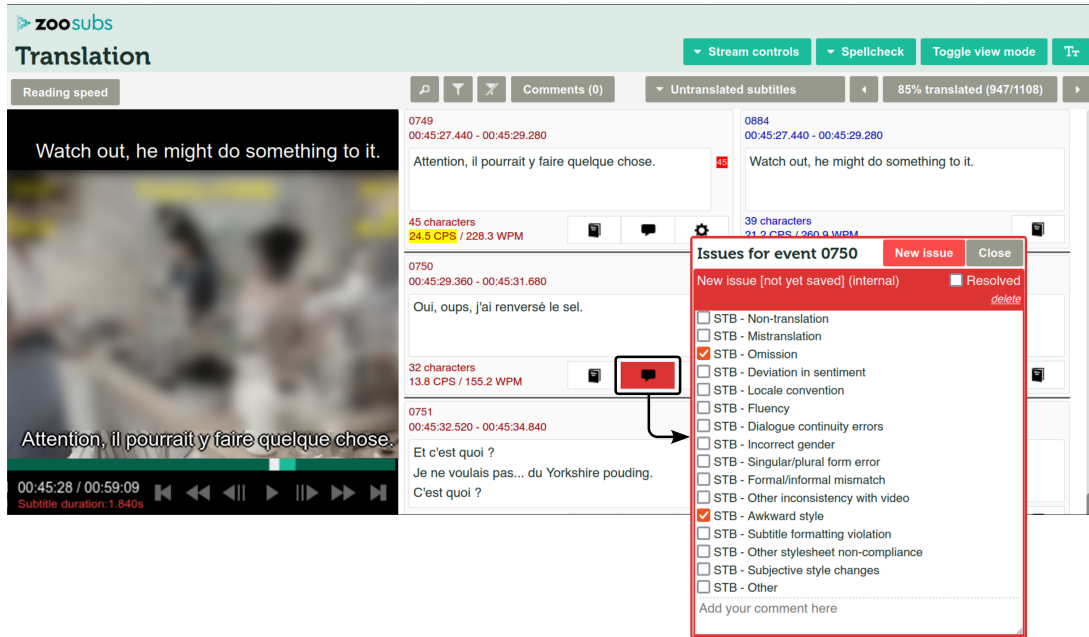 zoosubs
Translation
Stream controls
Spellcheck
Toggle view mode
Tт
Reading speed
Comments (0)
Untranslated subtitles
85% translated (947/1108)
Watch out, he might do something to it.
Attention, il pourrait y faire quelque chose.
00:45:28 / 00:59:09
Subtitle duration:1.840s
0749
00:45:27.440 - 00:45:29.280
Attention, il pourrait y faire quelque chose.
45
45 characters
24.5 CPS / 228.3 WPM
0884
00:45:27.440 - 00:45:29.280
Watch out, he might do something to it.
39 characters
21.2 CPS / 260.9 WPM
0750
00:45:29.360 - 00:45:31.680
Oui, oups, j'ai renversé le sel.
32 characters
13.8 CPS / 155.2 WPM
0751
00:45:32.520 - 00:45:34.840
Et c'est quoi ?
Je ne voulais pas... du Yorkshire pouding.
C'est quoi ?
Issues for event 0750
New issue
Close
New issue [not yet saved] (internal)
Resolved
delete
STB - Non-translation
STB - Mistranslation
STB - Omission
STB - Deviation in sentiment
STB - Locale convention
STB - Fluency
STB - Dialogue continuity errors
STB - Incorrect gender
STB - Singular/plural form error
STB - Formal/informal mismatch
STB - Other inconsistency with video
STB - Awkward style
STB - Subtitle formatting violation
STB - Other stylesheet non-compliance
STB - Subjective style changes
STB - Other
Add your comment here